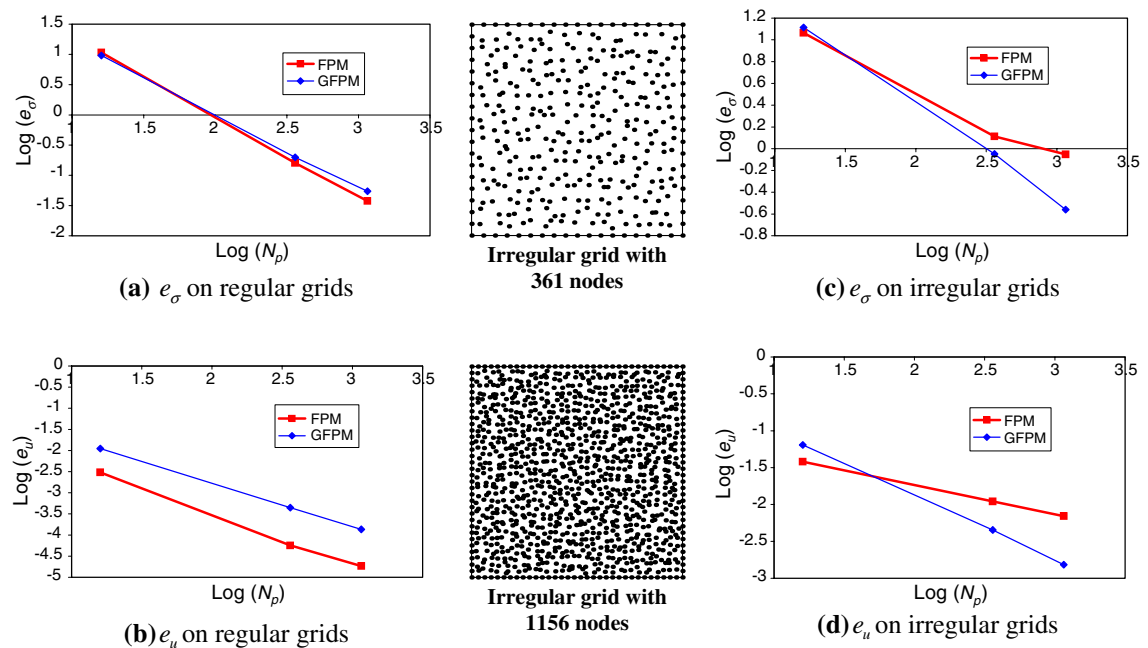 1.5
1
0.5
0
-0.5
-1
-1.5
-2
1 1.5 2 2.5 3 3.5
Log (e_σ)
Log (N_p)
FPM
GFPM
(a) e_σ on regular grids
Irregular grid with
361 nodes
1.2
1
0.8
0.6
0.4
0.2
0
-0.2
-0.4
-0.6
-0.8
1 1.5 2 2.5 3 3.5
Log (e_σ)
Log (N_p)
FPM
GFPM
(c) e_σ on irregular grids
0
-0.5
-1
-1.5
-2
-2.5
-3
-3.5
-4
-4.5
-5
1 1.5 2 2.5 3 3.5
Log (e_u)
Log (N_p)
FPM
GFPM
(b) e_u on regular grids
Irregular grid with
1156 nodes
0
-0.5
-1
-1.5
-2
-2.5
-3
1 1.5 2 2.5 3 3.5
Log (e_u)
Log (N_p)
FPM
GFPM
(d) e_u on irregular grids